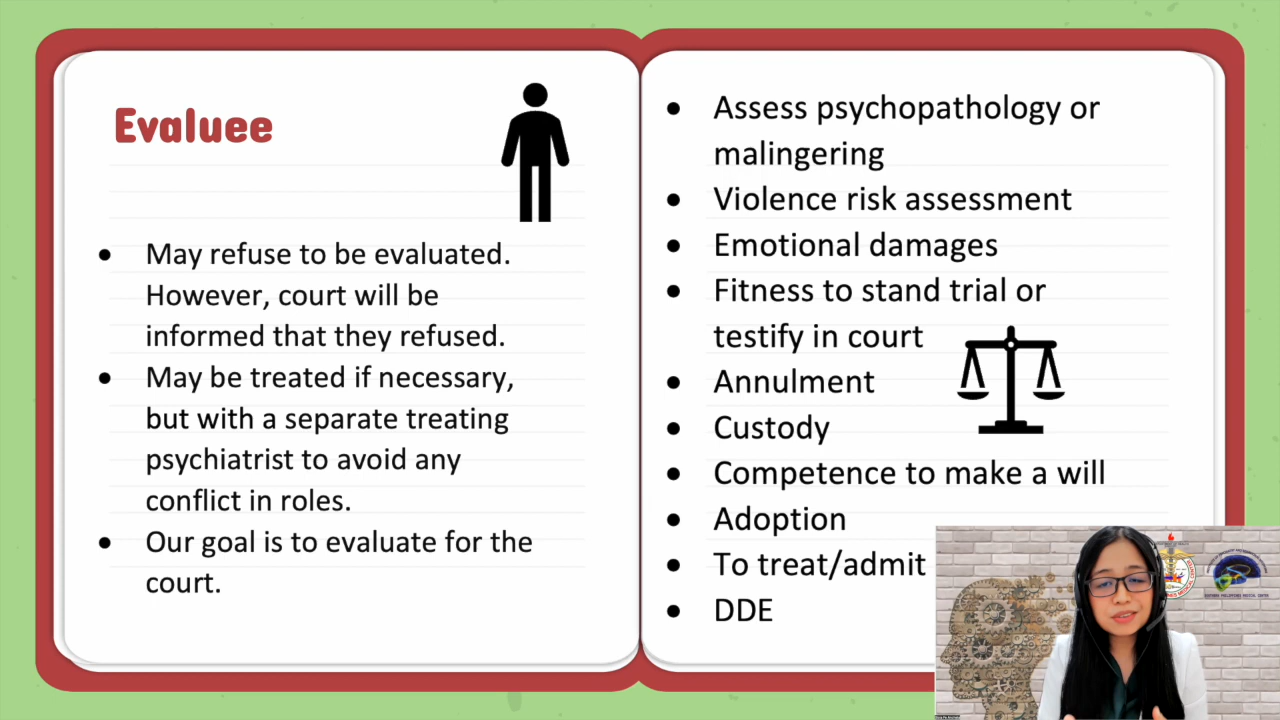 Evaluee
May refuse to be evaluated.
However, court will be
informed that they refused.
May be treated if necessary,
but with a separate treating
psychiatrist to avoid any
conflict in roles.
Our goal is to evaluate for the
court.
Assess psychopathology or
malingering
Violence risk assessment
Emotional damages
Fitness to stand trial or
testify in court
Annulment
Custody
Competence to make a will
Adoption
To treat/admit
DDE